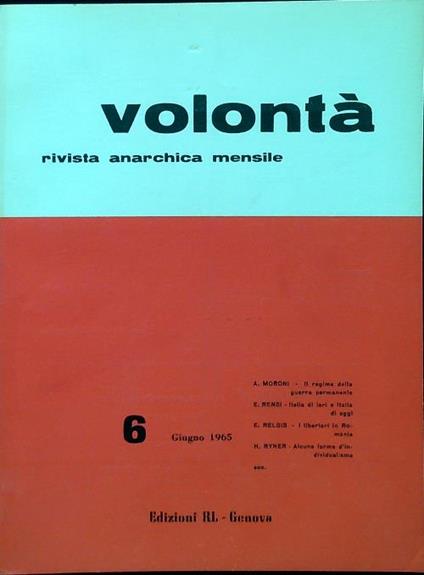 volontà
rivista anarchica mensile
A. MORONI - Il regime della
guerra permanente
E. RENSI - Italia di ieri e Italia
di oggi
E. RELGIS - I libertari in Ro-
mania
H. RYNER - Alcune forme d'in-
dividualismo
ecc.
6
Giugno 1965
Edizioni RL - Genova